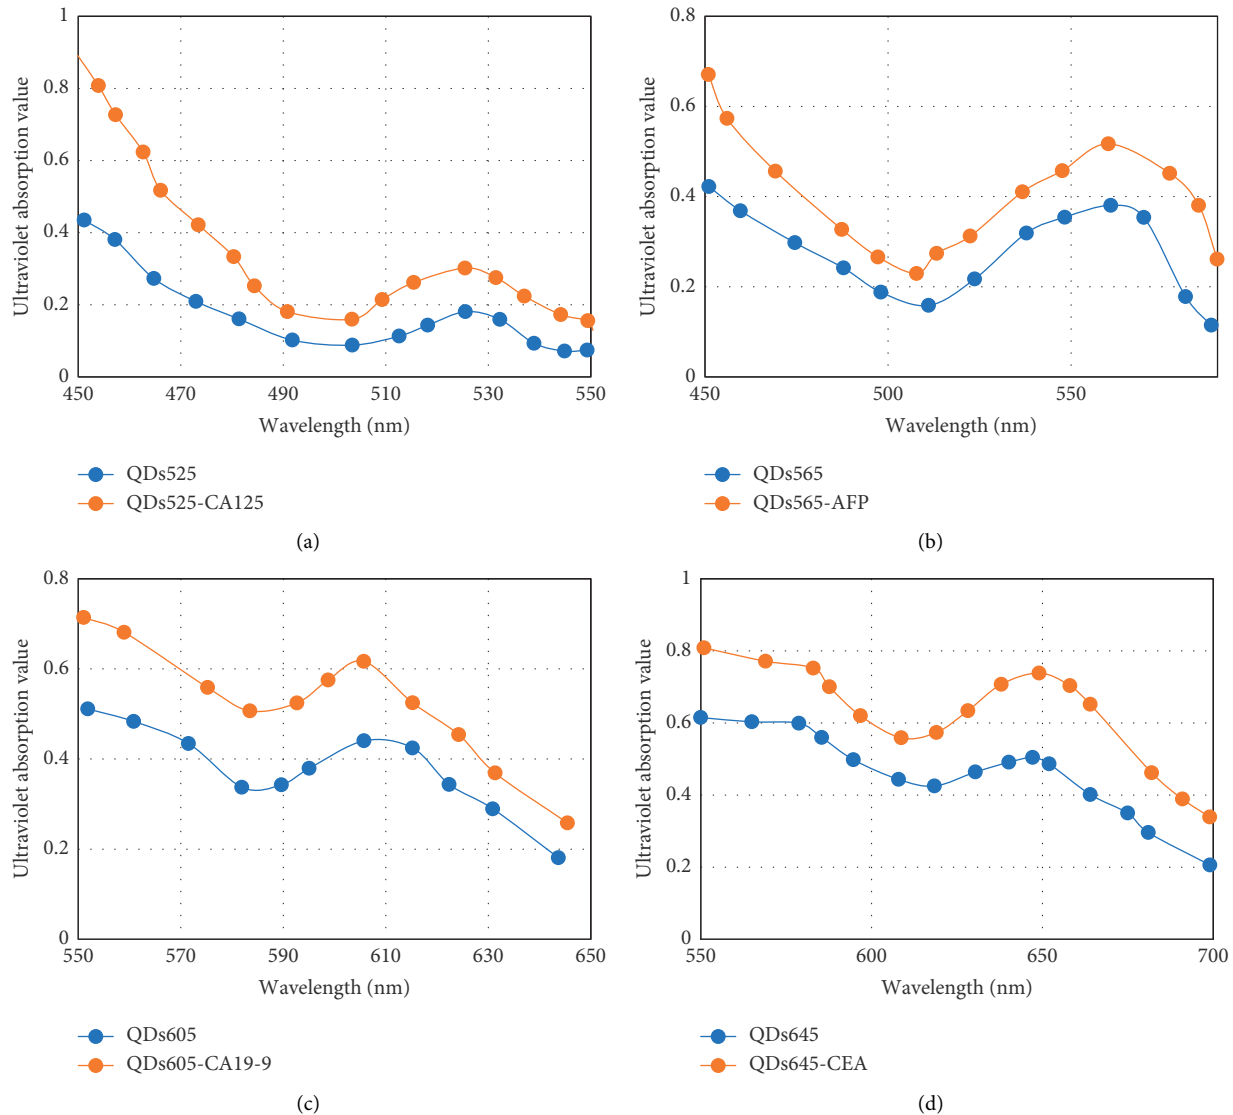 Ultraviolet absorption value
1
0.8
0.6
0.4
0.2
0
450
470
490
510
530
550
Wavelength (nm)
QDs525
QDs525-CA125
(a)
Ultraviolet absorption value
0.8
0.6
0.4
0.2
0
450
500
550
Wavelength (nm)
QDs565
QDs565-AFP
(b)
Ultraviolet absorption value
0.8
0.6
0.4
0.2
0
550
570
590
610
630
650
Wavelength (nm)
QDs605
QDs605-CA19-9
(c)
Ultraviolet absorption value
1
0.8
0.6
0.4
0.2
0
550
600
650
700
Wavelength (nm)
QDs645
QDs645-CEA
(d)